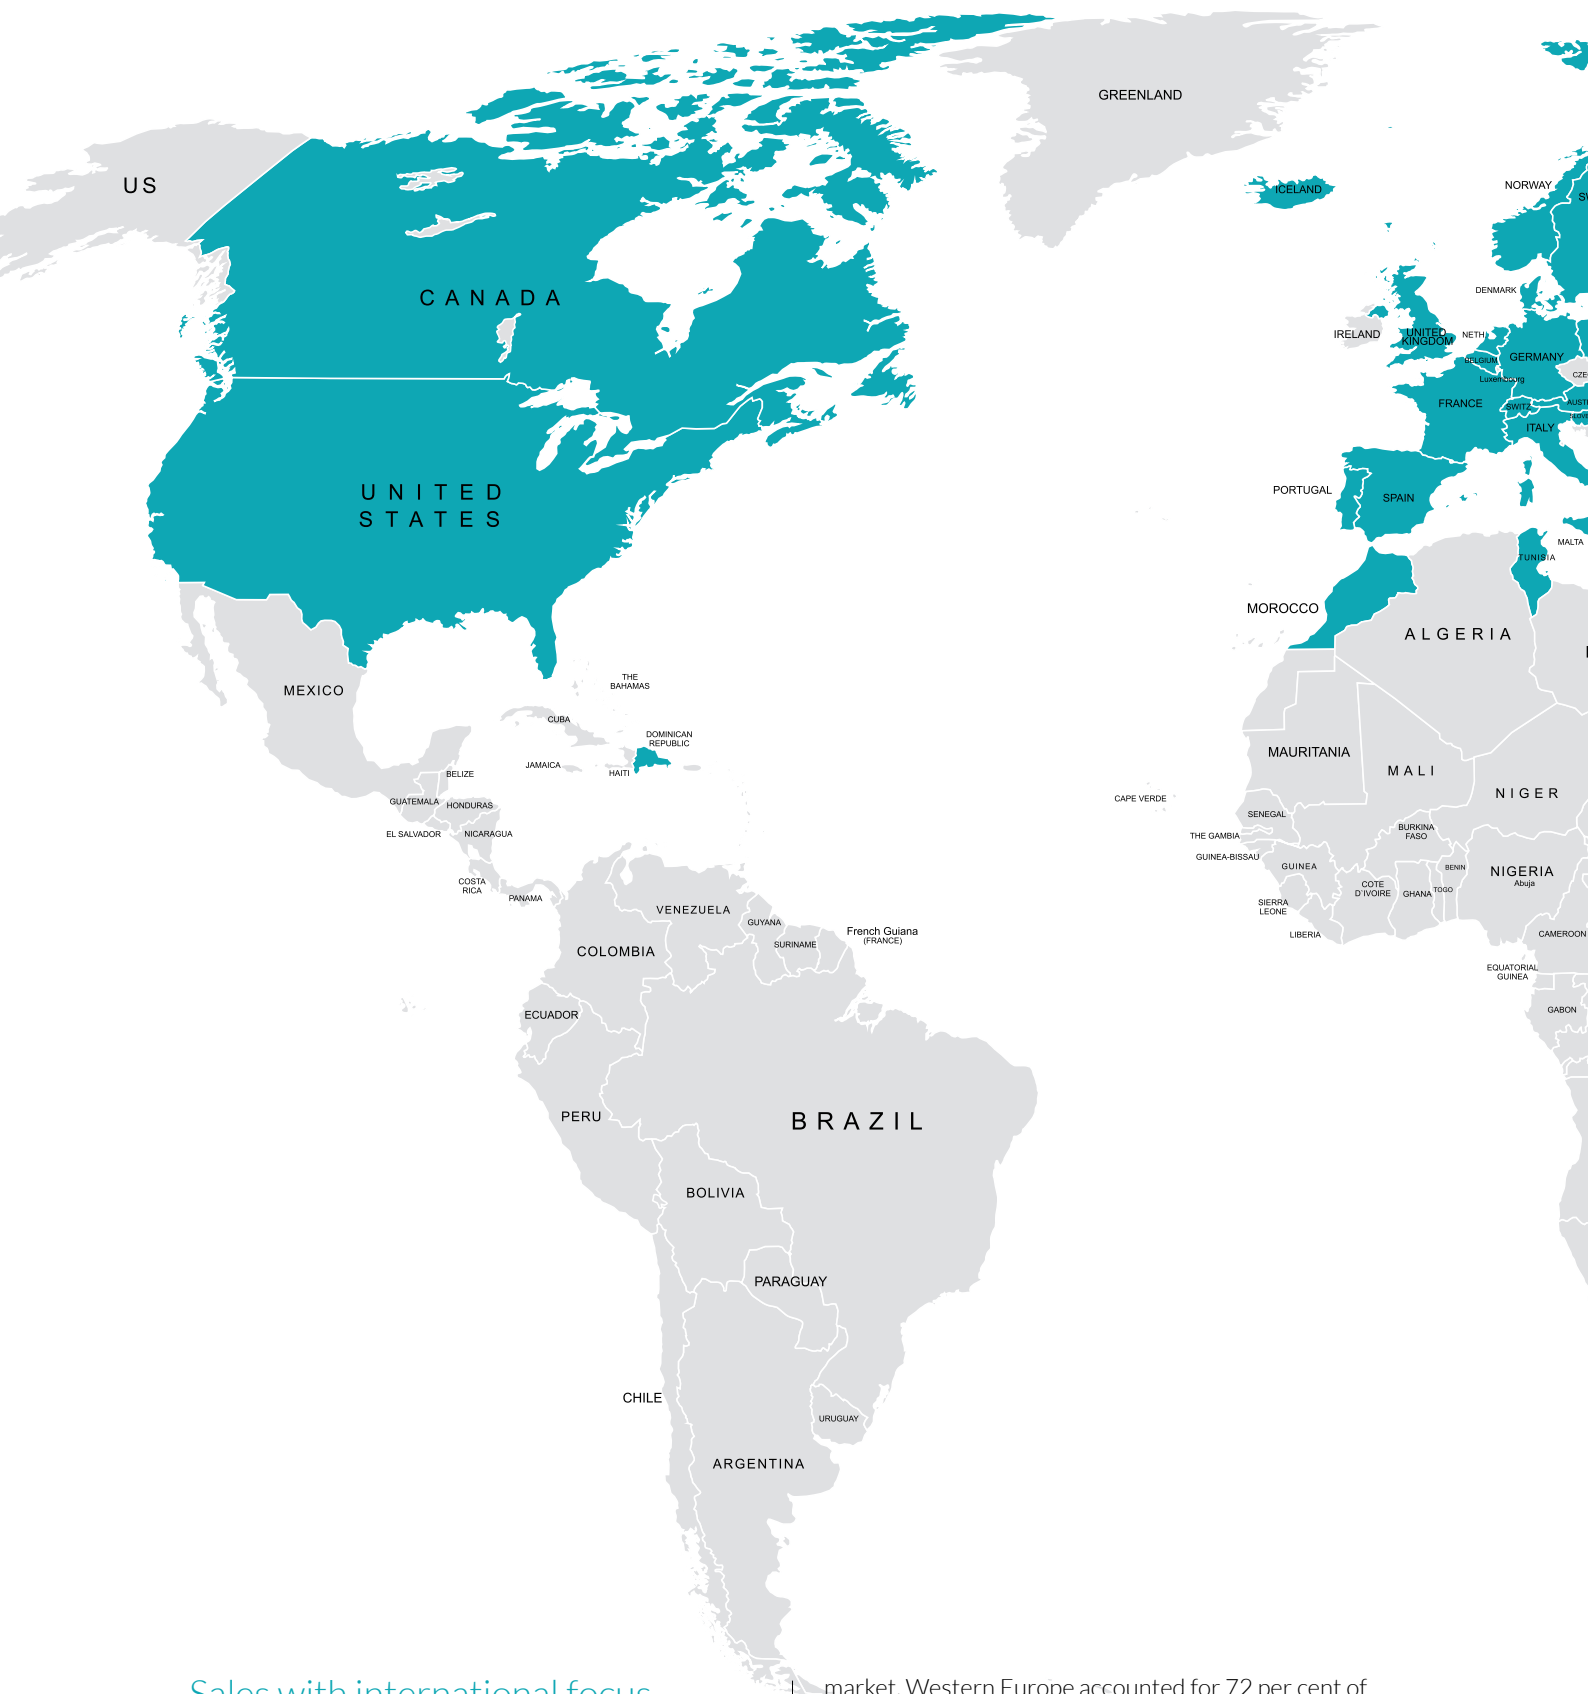 GREENLAND
US
ICELAND
NORWAY
SW
CANADA
DENMARK
IRELAND
UNITED
KINGDOM
NETH.
BELGIUM
GERMANY
Luxembourg
CZE
FRANCE
SWITZ
AUST
SLOVE
ITALY
UNITED
STATES
PORTUGAL
SPAIN
MALTA
TUNISIA
MOROCCO
ALGERIA
MEXICO
THE
BAHAMAS
CUBA
DOMINICAN
REPUBLIC
JAMAICA
HAITI
BELIZE
GUATEMALA
HONDURAS
EL SALVADOR
NICARAGUA
COSTA
RICA
PANAMA
MAURITANIA
MALI
NIGER
CAPE VERDE
SENEGAL
THE GAMBIA
BURKINA
FASO
GUINEA-BISSAU
GUINEA
BENIN
NIGERIA
Abuja
COTE
D'IVOIRE
GHANA
TOGO
SIERRA
LEONE
LIBERIA
CAMEROON
EQUATORIAL
GUINEA
GABON
VENEZUELA
GUYANA
SURINAME
French Guiana
(FRANCE)
COLOMBIA
ECUADOR
PERU
BRAZIL
BOLIVIA
PARAGUAY
CHILE
URUGUAY
ARGENTINA
Sales with international focus
market. Western Europe accounted for 72 per cent of